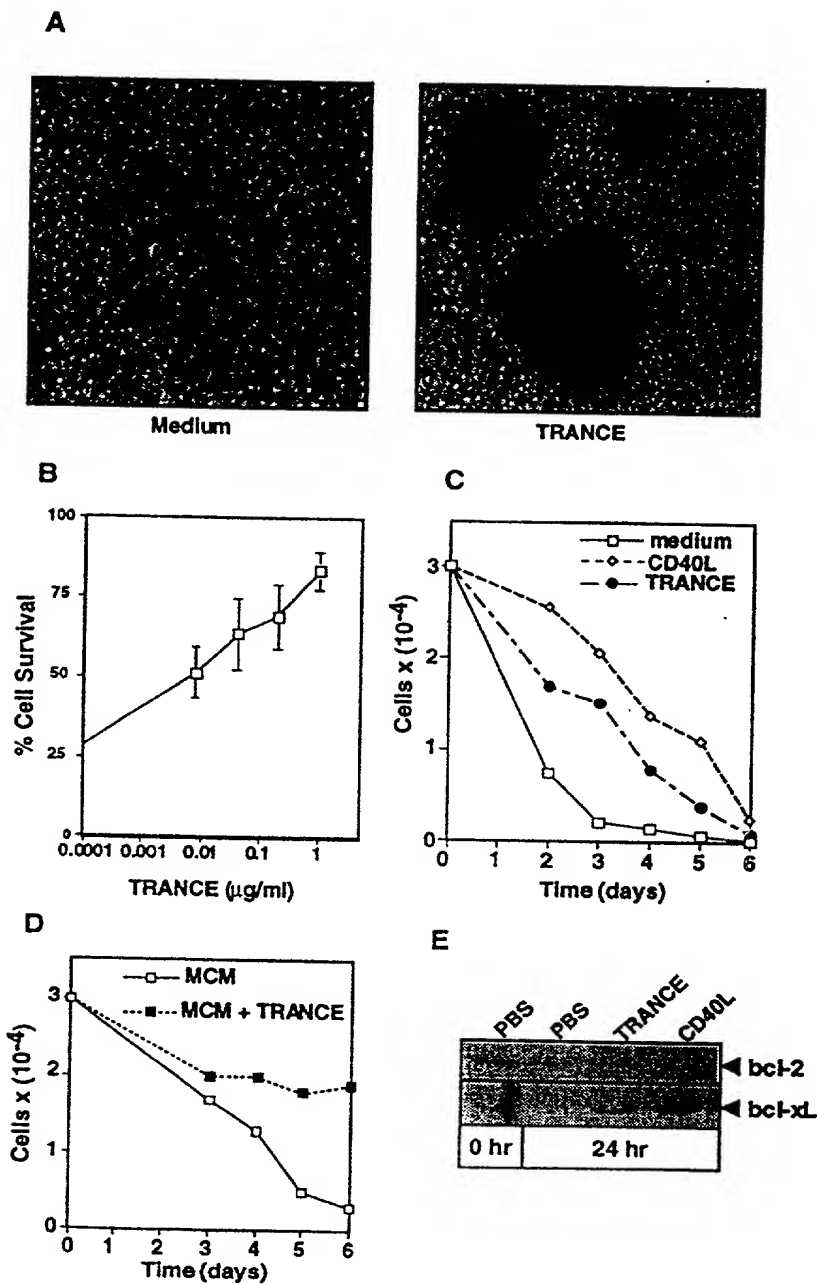 A
Medium
TRANCE
B
100
75
50
25
0
% Cell Survival
0.0001 0.001 0.01 0.1 1
TRANCE (µg/ml)
C
medium
CD40L
TRANCE
3
2
1
0
Cells x (10-4)
0 1 2 3 4 5 6
Time (days)
D
MCM
MCM + TRANCE
3
2
1
0
Cells x (10-4)
0 1 2 3 4 5 6
Time (days)
E
PBS PBS TRANCE CD40L
bcl-2
bcl-xL
0 hr 24 hr